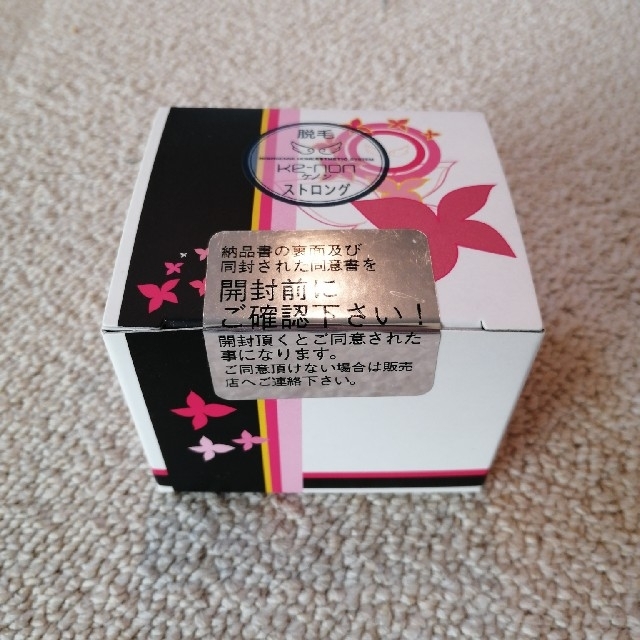 脱毛
Ke-non
ケノン
ストロング
納品書の裏面及び
同封された同意書を
開封前に
ご確認下さい！
開封頂くとご同意された
事になります。
ご同意頂けない場合は販売
店へご連絡下さい。